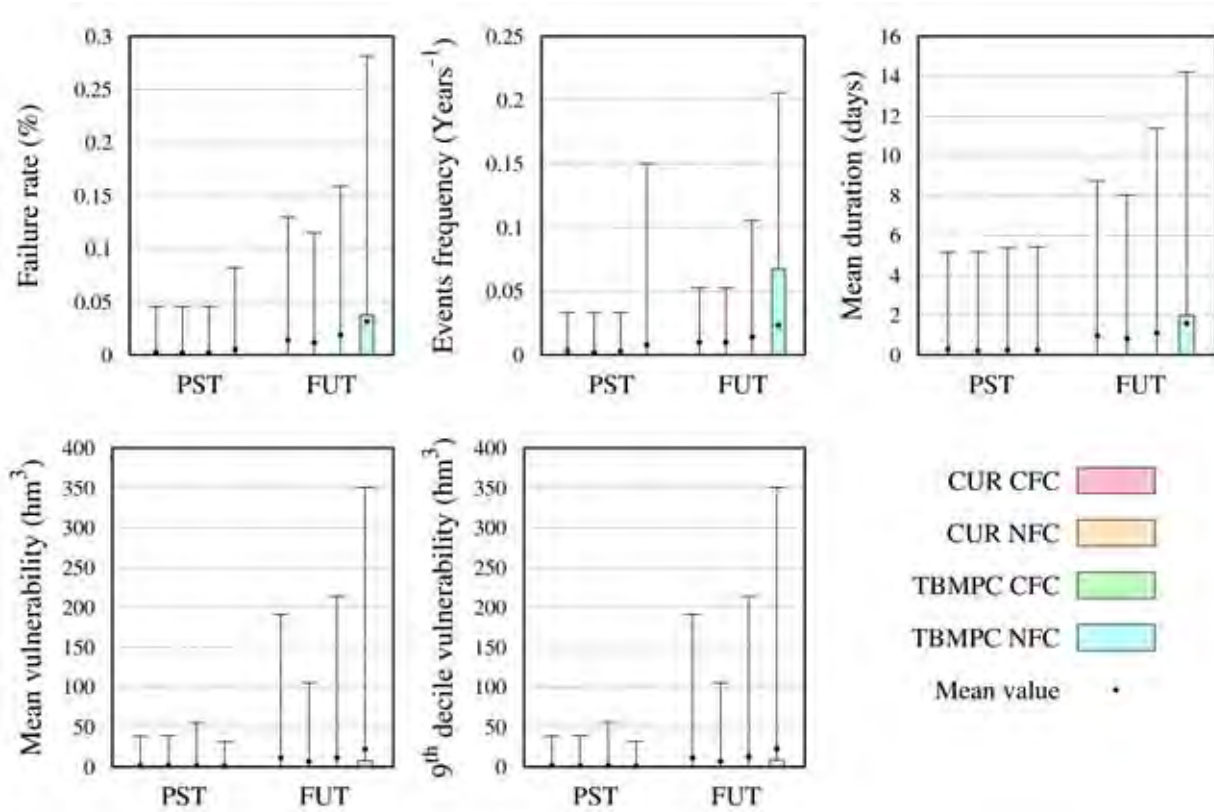 Failure rate (%)
0.3
0.25
0.2
0.15
0.1
0.05
0
PST FUT
Events frequency (Years⁻¹)
0.25
0.2
0.15
0.1
0.05
0
PST FUT
Mean duration (days)
16
14
12
10
8
6
4
2
0
PST FUT
Mean vulnerability (hm³)
400
350
300
250
200
150
100
50
0
PST FUT
9ᵗʰ decile vulnerability (hm³)
400
350
300
250
200
150
100
50
0
PST FUT
CUR CFC
CUR NFC
TBMPC CFC
TBMPC NFC
Mean value